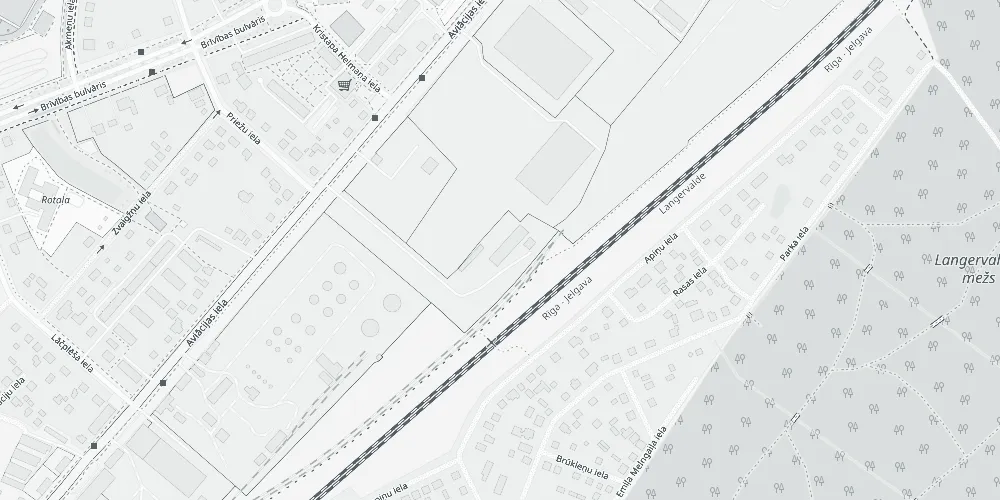 Akmeņu iela
Brīvības bulvāris
Aviācijas iela
Kristapa Helmaņa iela
Rīga - Jelgava
Brīvības bulvāris
Priežu iela
Rotala
Zvaigžņu iela
Langervalde
Apiņu iela
Parka iela
Rasas iela
Rīga - Jelgava
Langerval
mežs
Aviācijas iela
Lāčplēša iela
Emīla Melngaiļa iela
Brūkleņu iela